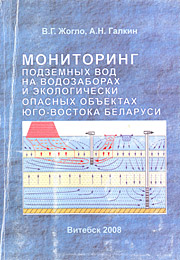 В.Г. Жогло, А.Н. Галкин
МОНИТОРИНГ
ПОДЗЕМНЫХ ВОД
НА ВОДОЗАБОРАХ
И ЭКОЛОГИЧЕСКИ
ОПАСНЫХ ОБЪЕКТАХ
ЮГО-ВОСТОКА БЕЛАРУСИ
Витебск 2008